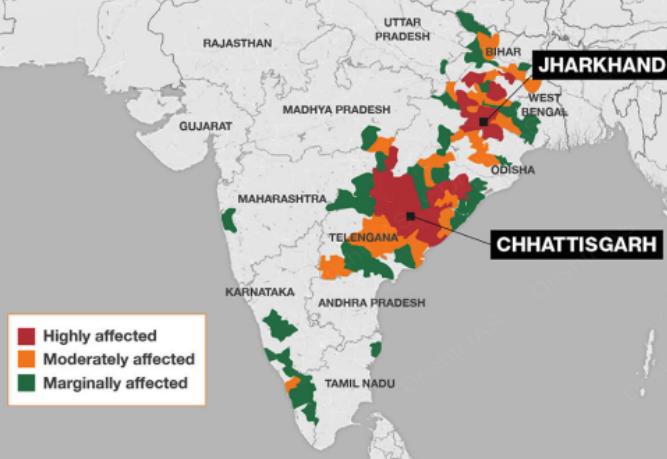 UTTAR
PRADESH
RAJASTHAN
BIHAR
JHARKHAND
WEST
BENGAL
MADHYA PRADESH
GUJARAT
ODISHA
MAHARASHTRA
TELENGANA
CHHATTISGARH
KARNATAKA
ANDHRA PRADESH
Highly affected
Moderately affected
Marginally affected
TAMIL NADU